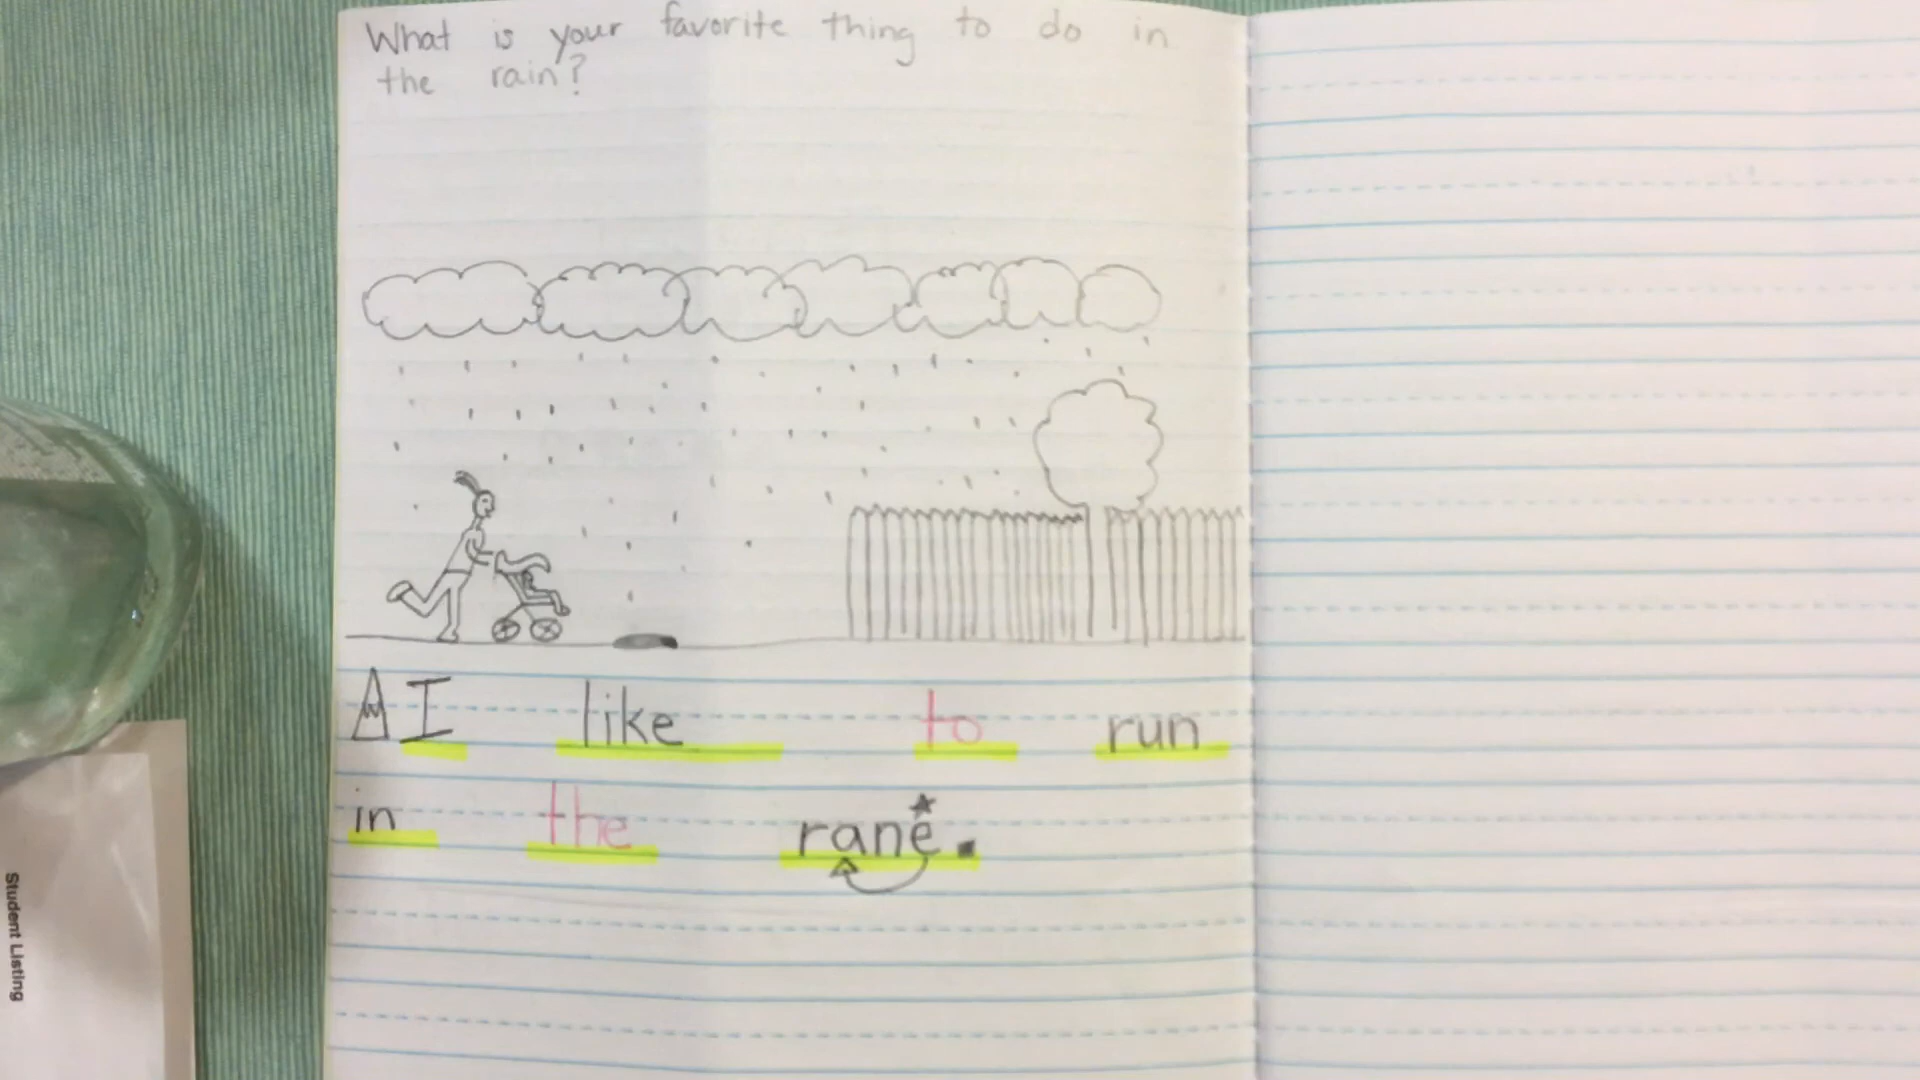 What is your favorite thing to do in
the rain?
I like to run
in the rane.
Student Listing